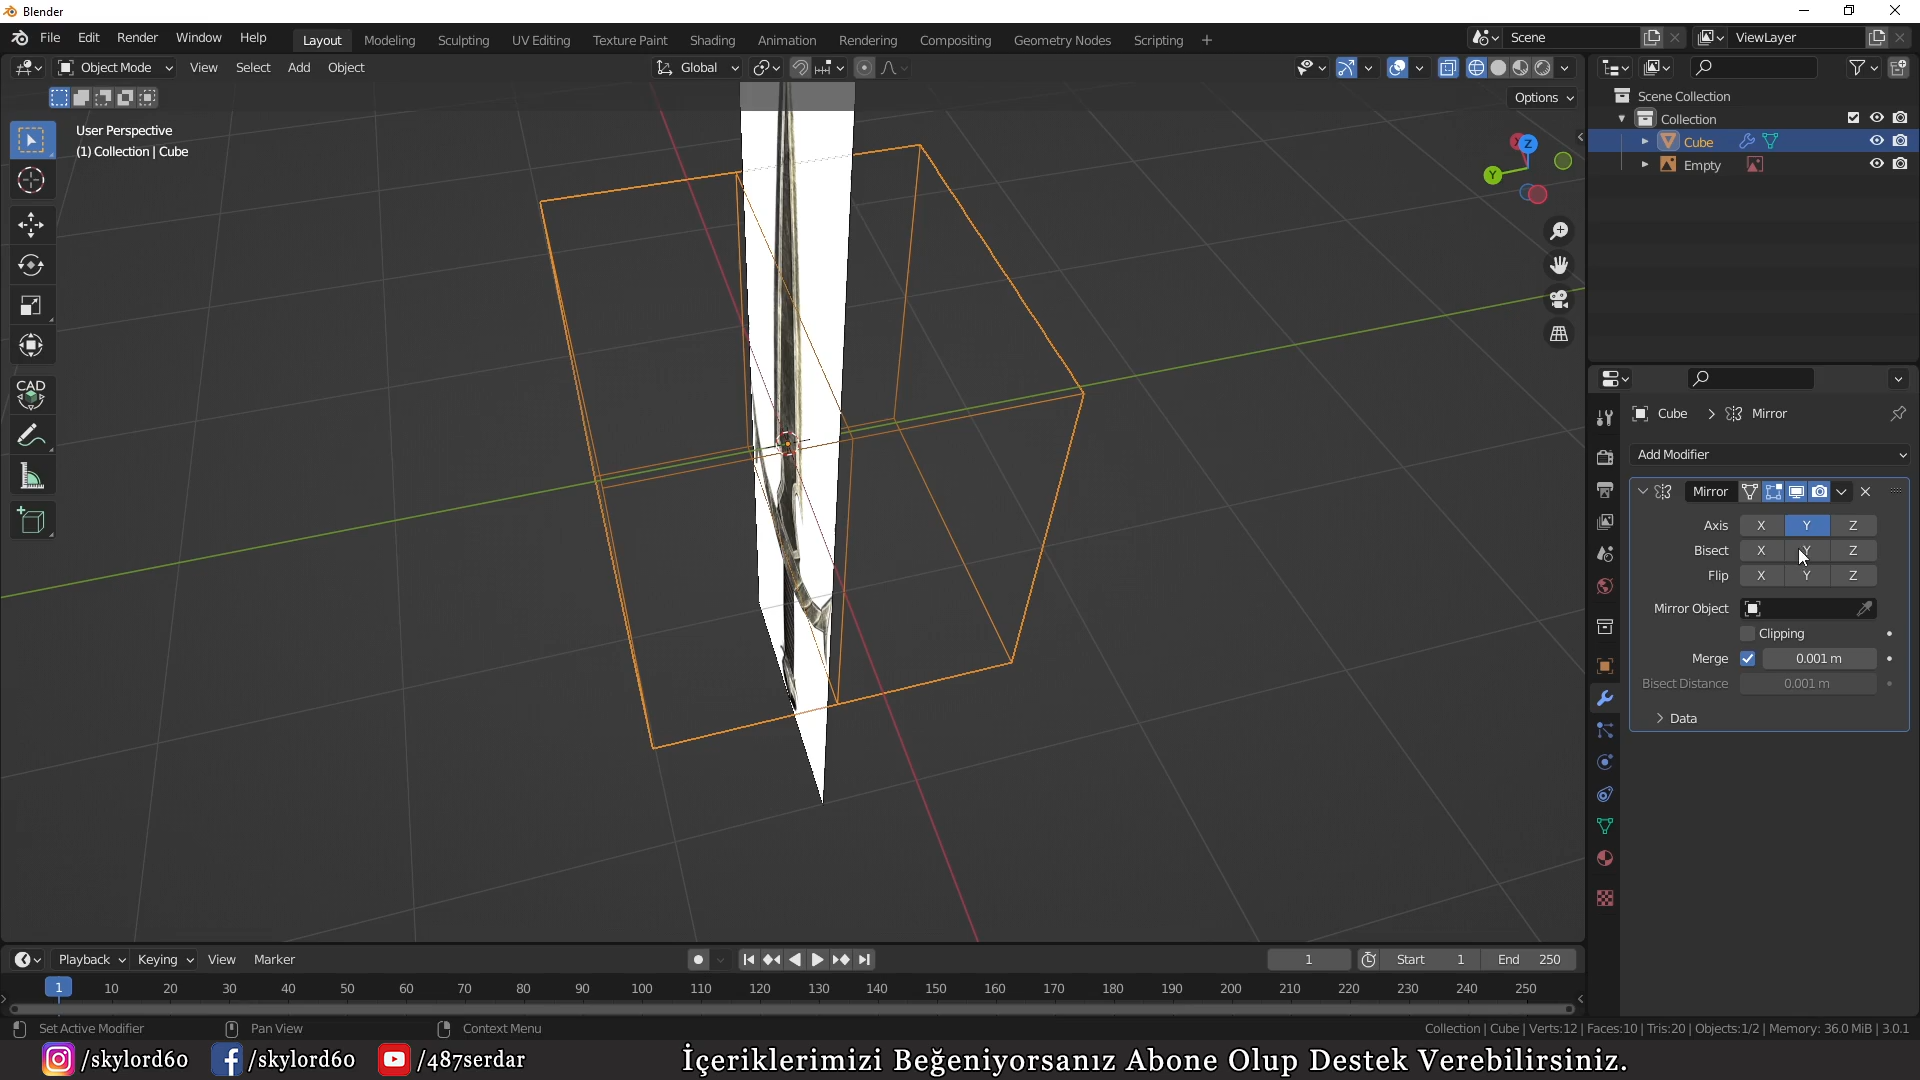 Blender
File Edit Render Window Help Layout Modeling Sculpting UV Editing Texture Paint Shading Animation Rendering Compositing Geometry Nodes Scripting + Scene ViewLayer
Object Mode View Select Add Object Global
Options
User Perspective
(1) Collection | Cube
Scene Collection
Collection
Cube
Empty
X
Y
Z
CAD
Cube > Mirror
Add Modifier
Mirror
Axis X Y Z
Bisect X Y Z
Flip X Y Z
Mirror Object
Clipping
Merge 0.001 m
Bisect Distance 0.001 m
Data
Playback Keying View Marker 1 Start 1 End 250
1 10 20 30 40 50 60 70 80 90 100 110 120 130 140 150 160 170 180 190 200 210 220 230 240 250
Set Active Modifier Pan View Context Menu Collection | Cube | Verts:12 | Faces:10 | Tris:20 | Objects:1/2 | Memory: 36.0 MiB | 3.0.1
/skylord60 /skylord60 /487serdar İçeriklerimizi Beğeniyorsanız Abone Olup Destek Verebilirsiniz.